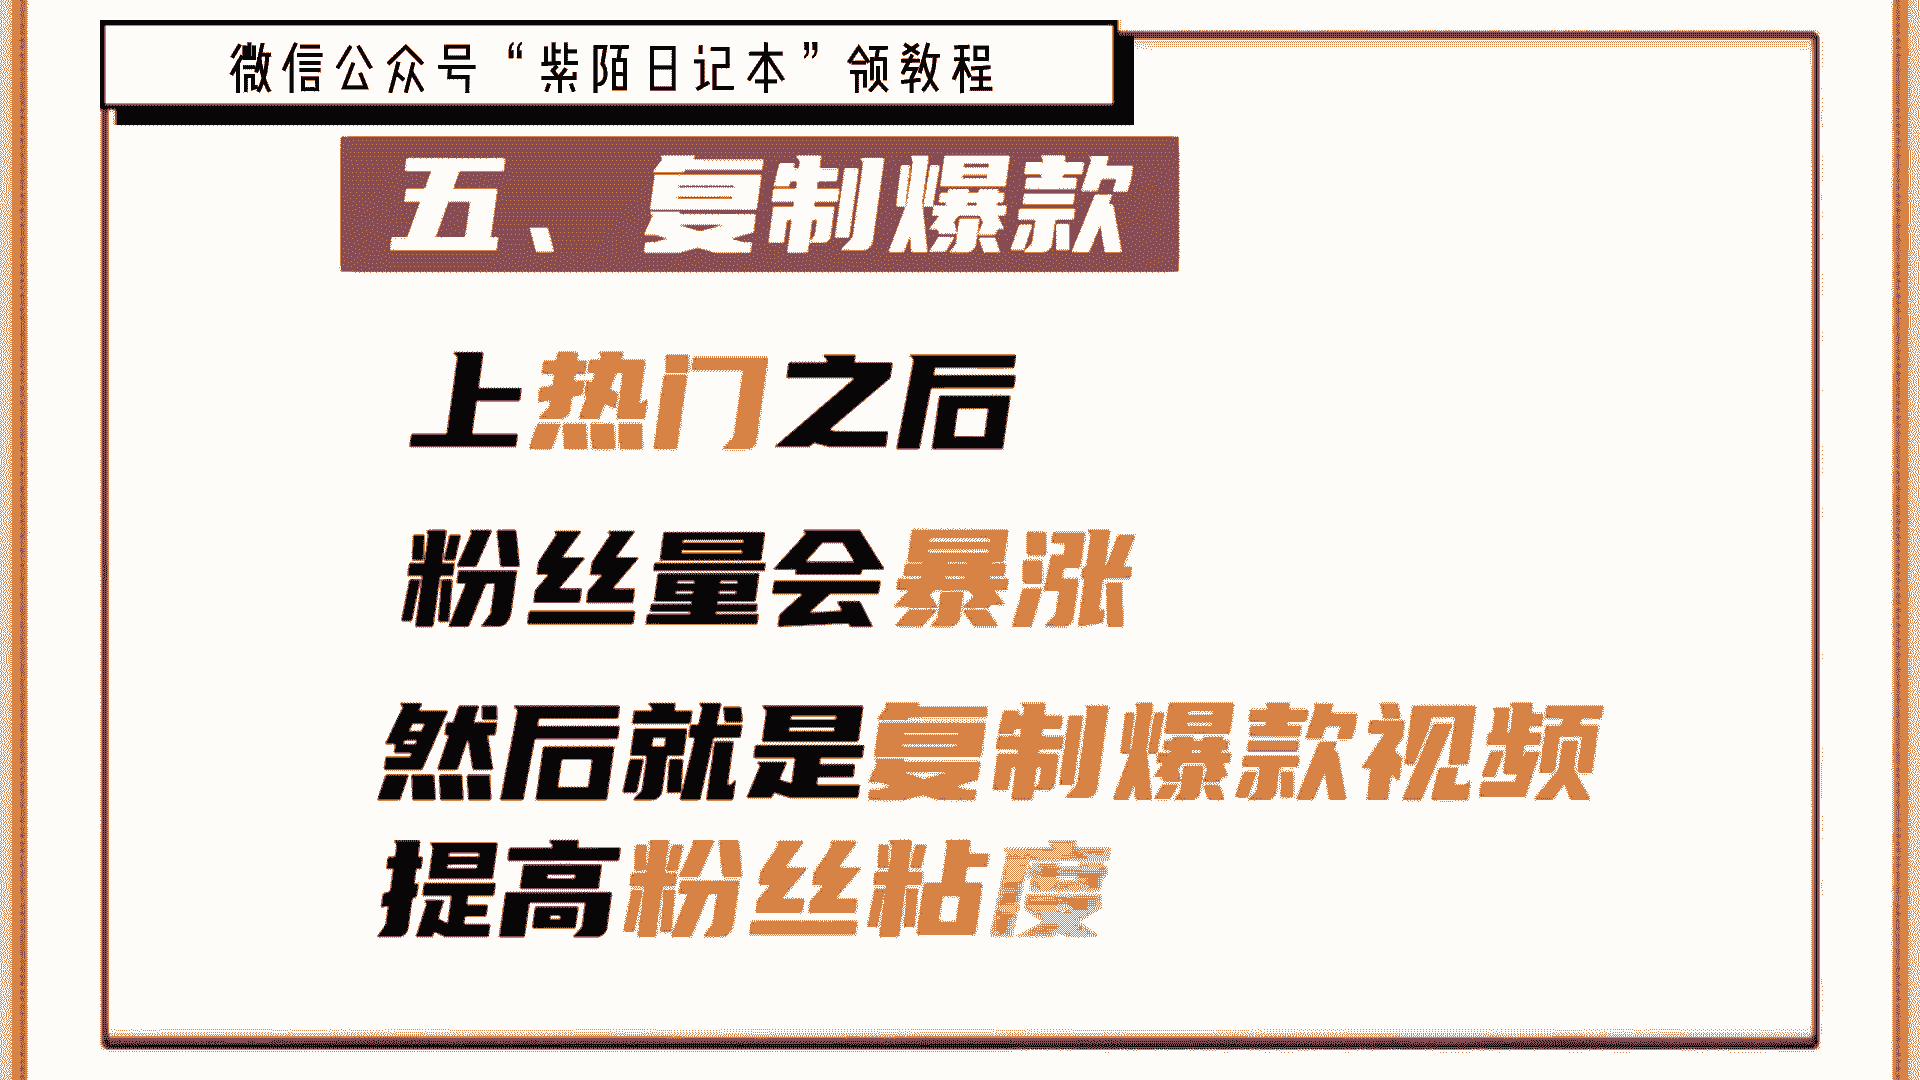 微信公众号“紫陌日记本”领教程
五、复制爆款
上热门之后
粉丝量会暴涨
然后就是复制爆款视频
提高粉丝粘度